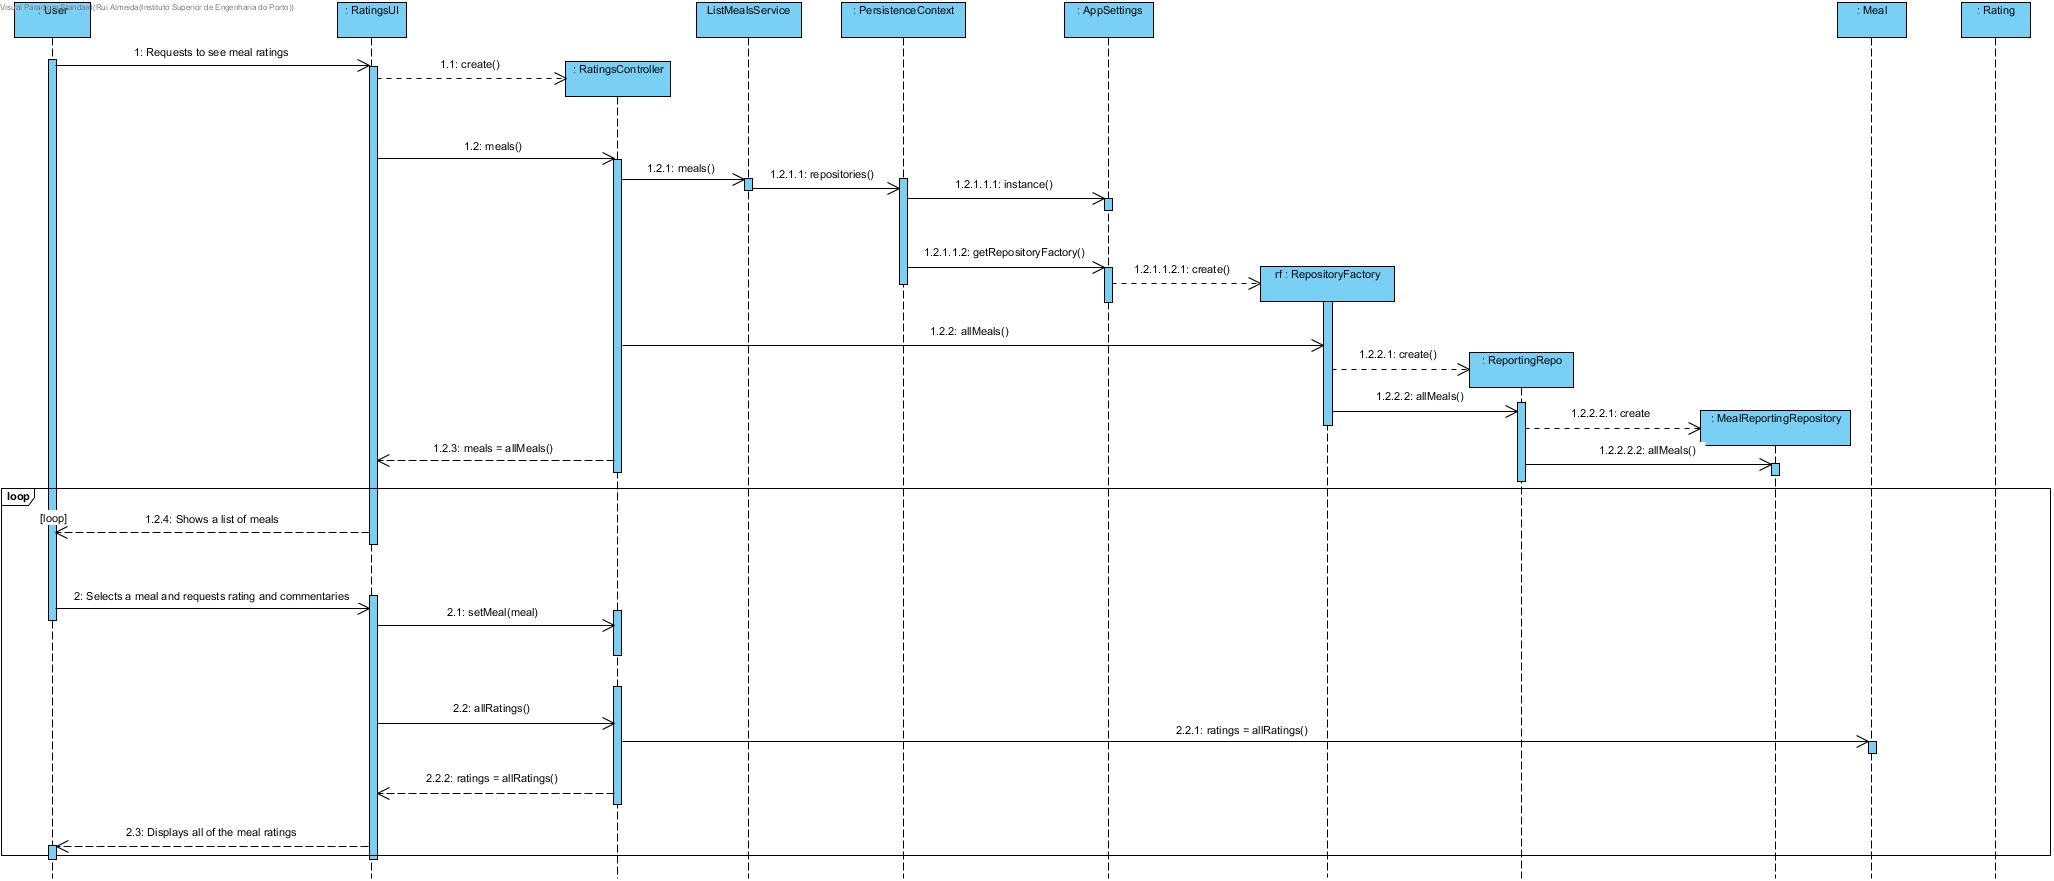 Visual Paradigm Standard(Rui Almeida(Instituto Superior de Engenharia do Porto))
: User
: RatingsUI
ListMealsService
: PersistenceContext
: AppSettings
: Meal
: Rating
1: Requests to see meal ratings
1.1: create()
: RatingsController
1.2: meals()
1.2.1: meals()
1.2.1.1: repositories()
1.2.1.1.1: instance()
1.2.1.1.2: getRepositoryFactory()
1.2.1.1.2.1: create()
rf : RepositoryFactory
1.2.2: allMeals()
1.2.2.1: create()
: ReportingRepo
1.2.2.2: allMeals()
1.2.2.2.1: create
: MealReportingRepository
1.2.3: meals = allMeals()
1.2.2.2.2: allMeals()
loop
[loop]
1.2.4: Shows a list of meals
2: Selects a meal and requests rating and commentaries
2.1: setMeal(meal)
2.2: allRatings()
2.2.1: ratings = allRatings()
2.2.2: ratings = allRatings()
2.3: Displays all of the meal ratings